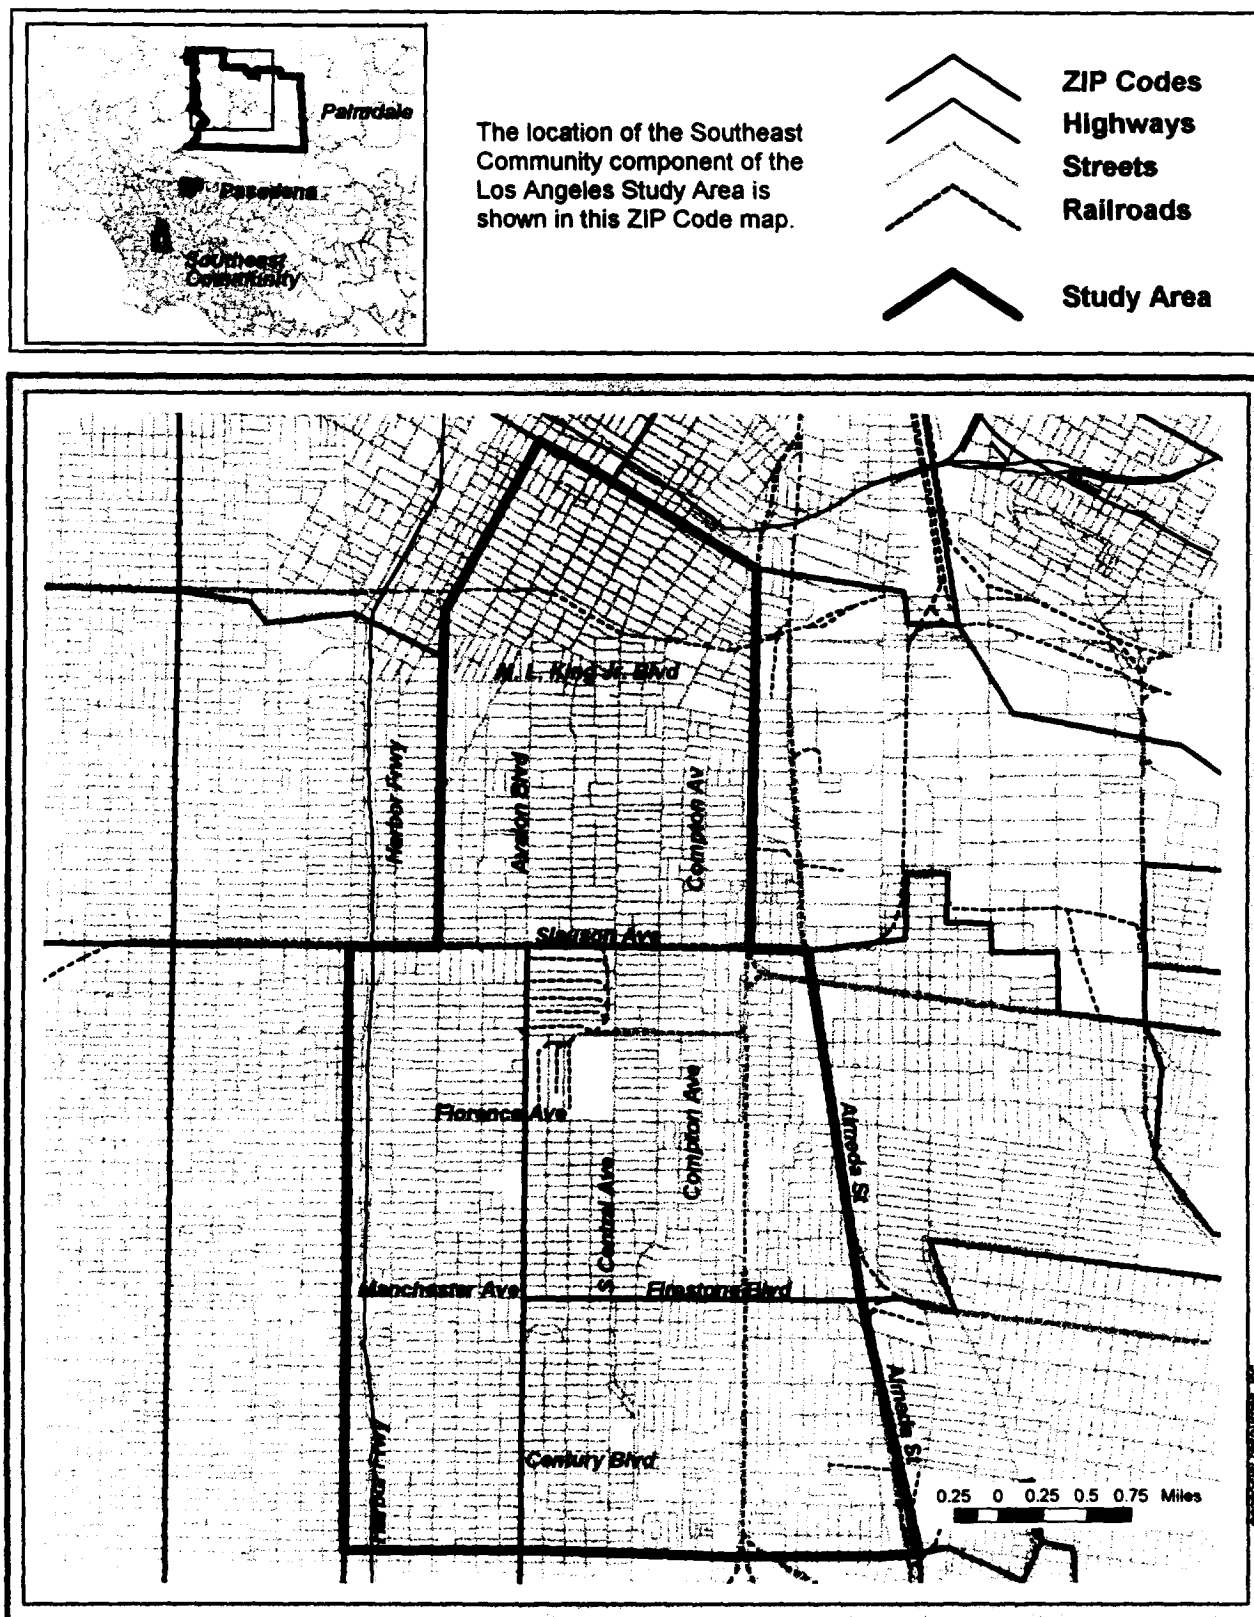 Palmdale
Pasadena
Southeast
Community
The location of the Southeast
Community component of the
Los Angeles Study Area is
shown in this ZIP Code map.
ZIP Codes
Highways
Streets
Railroads
Study Area
M. L. King Jr. Blvd
Harbor Frwy
Avalon Blvd
Compton Av
Slauson Ave
Florence Ave
Compton Ave
S Central Ave
Almeda St
Manchester Ave
Firestone Blvd
Almeda St
Century Blvd
Harbor Frwy
0.25 0 0.25 0.5 0.75 Miles